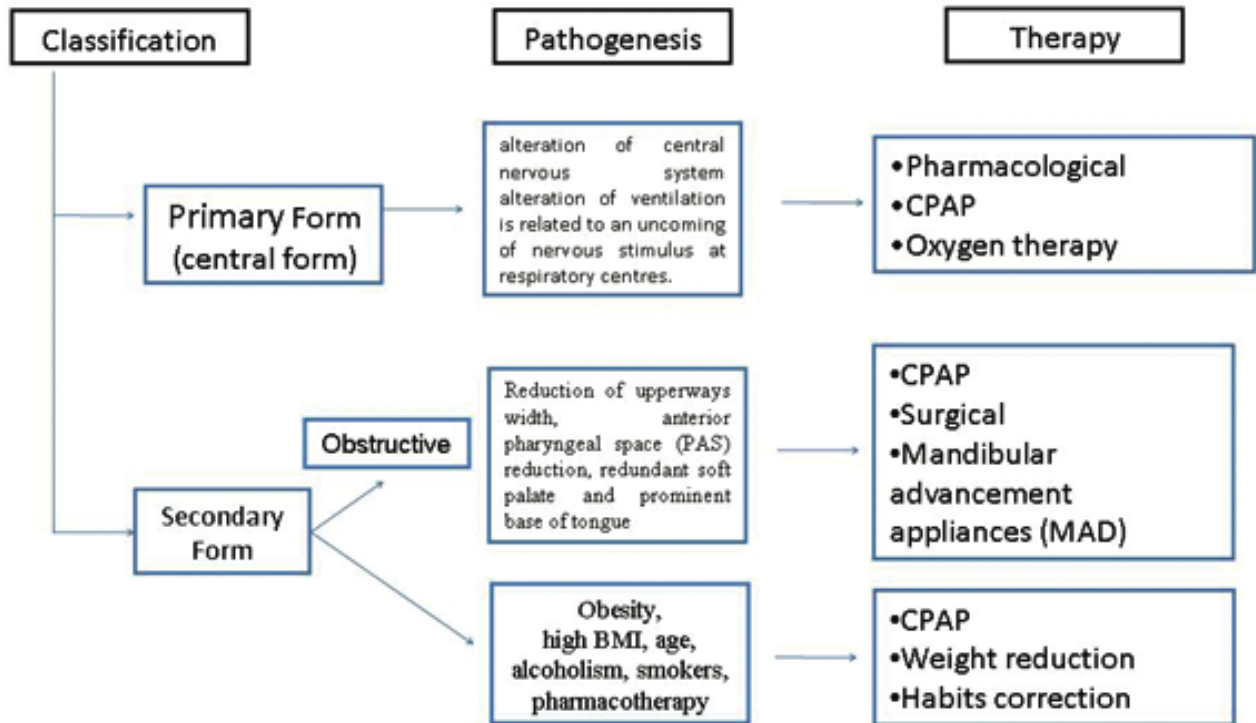 Classification
Pathogenesis
Therapy
Primary Form
(central form)
alteration of central
nervous system
alteration of ventilation
is related to an uncoming
of nervous stimulus at
respiratory centres.
•Pharmacological
•CPAP
•Oxygen therapy
Secondary
Form
Obstructive
Reduction of upperways
width, anterior
pharyngeal space (PAS)
reduction, redundant soft
palate and prominent
base of tongue
•CPAP
•Surgical
•Mandibular
advancement
appliances (MAD)
Obesity,
high BMI, age,
alcoholism, smokers,
pharmacotherapy
•CPAP
•Weight reduction
•Habits correction